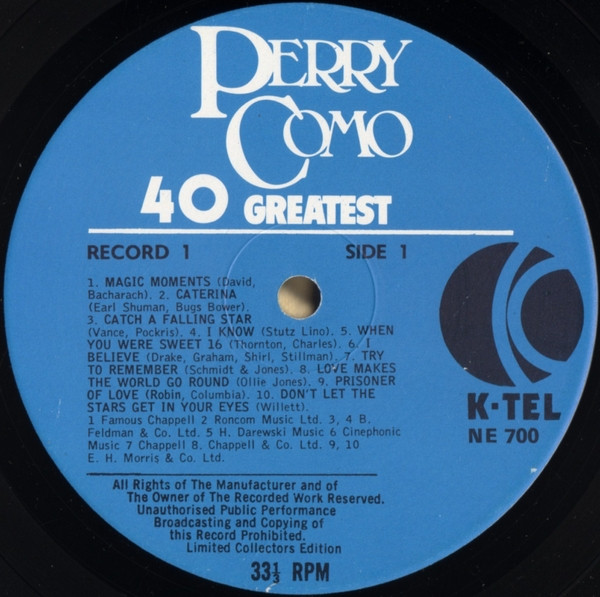 PERRY
COMO
40 GREATEST
RECORD 1 SIDE 1
1. MAGIC MOMENTS (David,
Bacharach). 2. CATERINA
(Earl Shuman, Bugs Bower).
3. CATCH A FALLING STAR
(Vance, Pockris). 4. I KNOW (Stutz Lino). 5. WHEN
YOU WERE SWEET 16 (Thornton, Charles). 6. I
BELIEVE (Drake, Graham, Shirl, Stillman). 7. TRY
TO REMEMBER (Schmidt & Jones). 8. LOVE MAKES
THE WORLD GO ROUND (Ollie Jones). 9. PRISONER
OF LOVE (Robin, Columbia). 10. DON'T LET THE
STARS GET IN YOUR EYES (Willett).
1 Famous Chappell 2 Roncom Music Ltd. 3, 4 B.
Feldman & Co. Ltd. 5 H. Darewski Music 6 Cinephonic
Music 7 Chappell 8. Chappell & Co. Ltd. 9, 10
E. H. Morris & Co. Ltd.
K-TEL
NE 700
All Rights of The Manufacturer and of
The Owner of The Recorded Work Reserved.
Unauthorised Public Performance
Broadcasting and Copying of
this Record Prohibited.
Limited Collectors Edition
33⅓ RPM